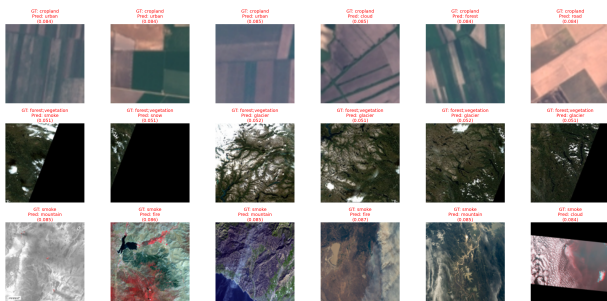 GT: cropland
Pred: urban
(0.084)
GT: cropland
Pred: urban
(0.084)
GT: cropland
Pred: urban
(0.085)
GT: cropland
Pred: cloud
(0.085)
GT: cropland
Pred: forest
(0.084)
GT: cropland
Pred: road
(0.084)
GT: forest;vegetation
Pred: smoke
(0.051)
GT: forest;vegetation
Pred: snow
(0.051)
GT: forest;vegetation
Pred: glacier
(0.052)
GT: forest;vegetation
Pred: glacier
(0.051)
GT: forest;vegetation
Pred: glacier
(0.052)
GT: forest;vegetation
Pred: glacier
(0.051)
GT: smoke
Pred: mountain
(0.085)
GT: smoke
Pred: fire
(0.086)
GT: smoke
Pred: mountain
(0.085)
GT: smoke
Pred: fire
(0.087)
GT: smoke
Pred: mountain
(0.085)
GT: smoke
Pred: cloud
(0.084)